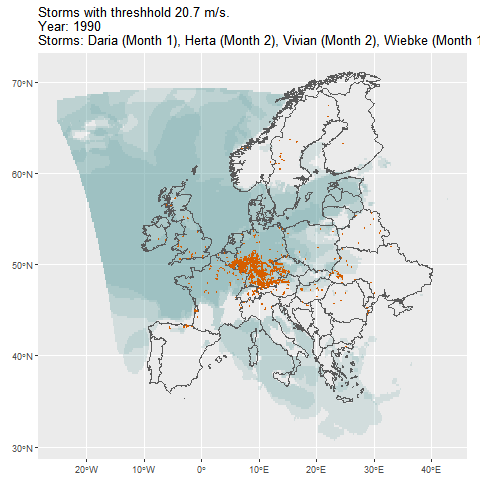 Storms with threshhold 20.7 m/s.
Year: 1990
Storms: Daria (Month 1), Herta (Month 2), Vivian (Month 2), Wiebke (Month 1
70°N
60°N
50°N
40°N
30°N
20°W
10°W
0°
10°E
20°E
30°E
40°E